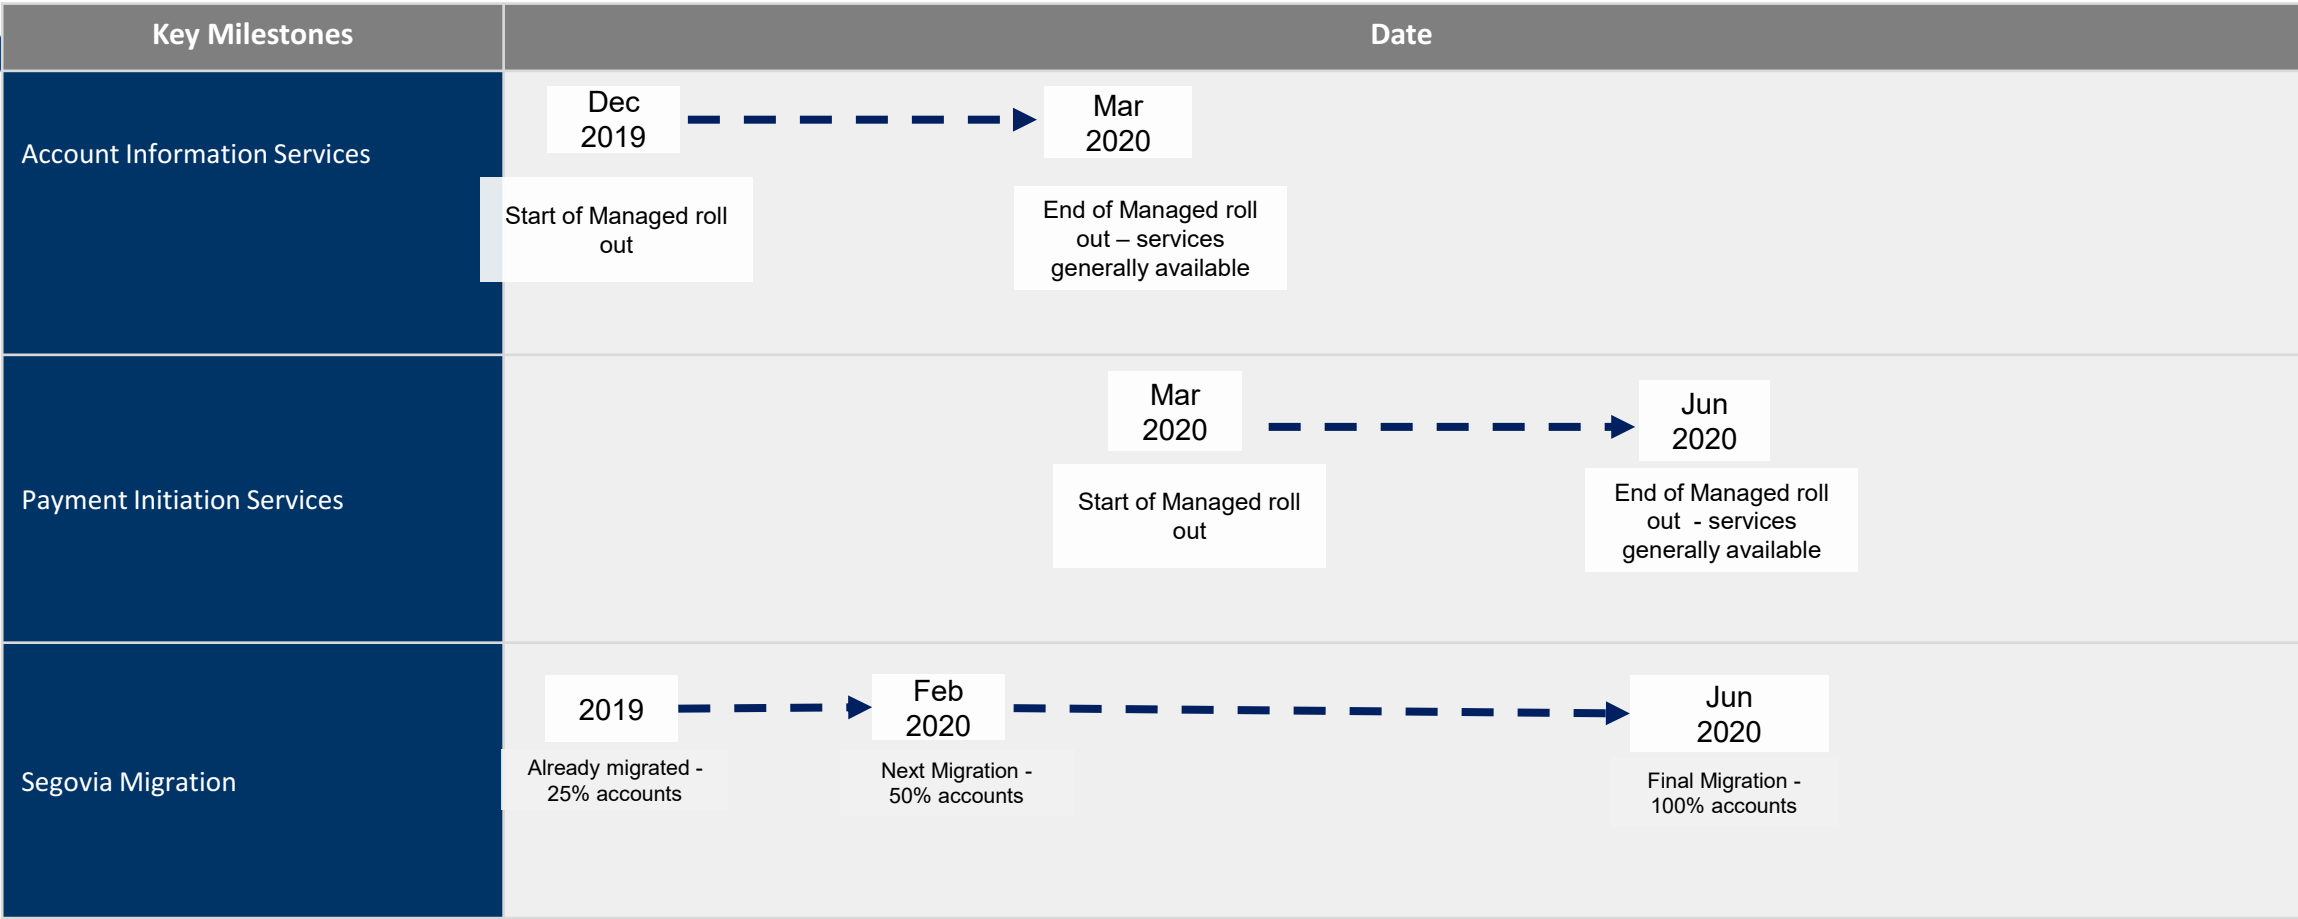 Key Milestones
Date
Account Information Services
Dec
2019
Mar
2020
Start of Managed roll
out
End of Managed roll
out – services
generally available
Payment Initiation Services
Mar
2020
Jun
2020
Start of Managed roll
out
End of Managed roll
out - services
generally available
Segovia Migration
2019
Feb
2020
Jun
2020
Already migrated -
25% accounts
Next Migration -
50% accounts
Final Migration -
100% accounts